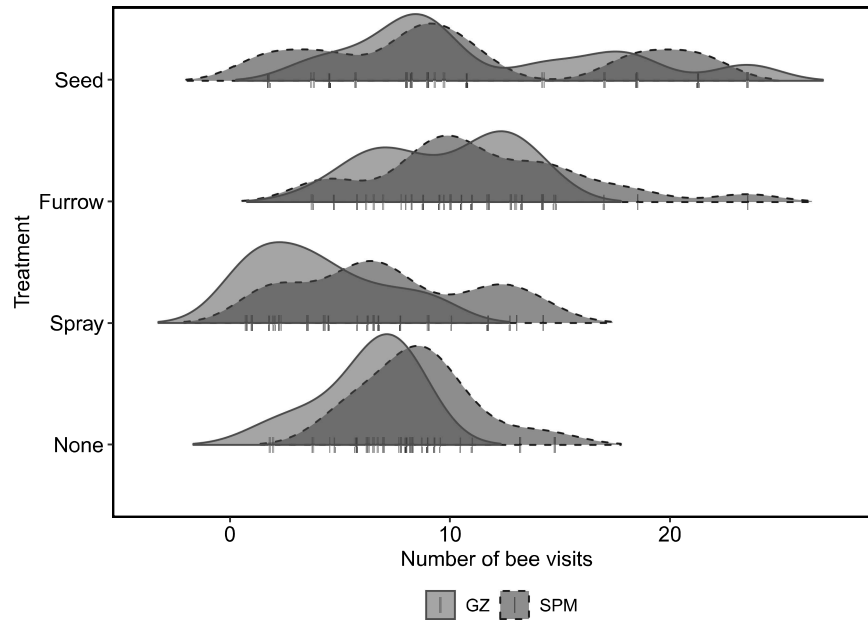 Seed
Furrow
Spray
None
Treatment
0 10 20
Number of bee visits
GZ SPM